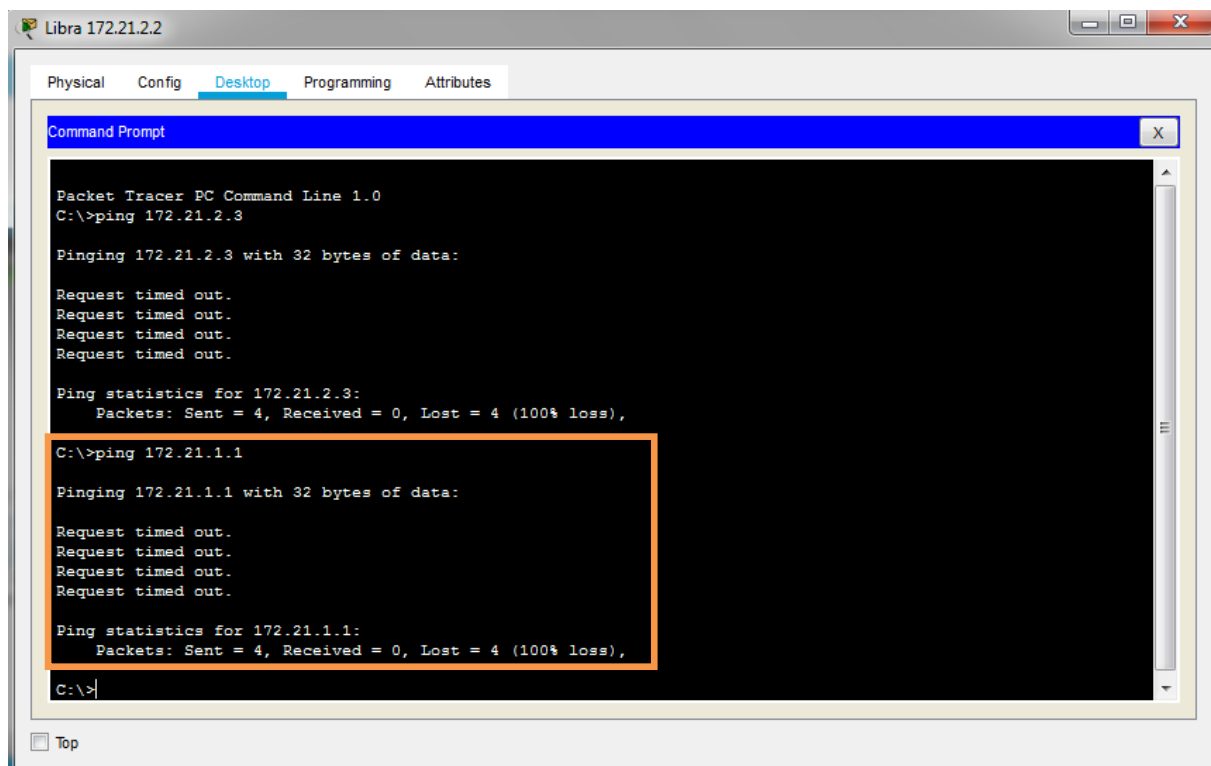 Libra 172.21.2.2
Physical Config Desktop Programming Attributes
Command Prompt
X
Packet Tracer PC Command Line 1.0
C:\>ping 172.21.2.3
Pinging 172.21.2.3 with 32 bytes of data:
Request timed out.
Request timed out.
Request timed out.
Request timed out.
Ping statistics for 172.21.2.3:
Packets: Sent = 4, Received = 0, Lost = 4 (100% loss),
C:\>ping 172.21.1.1
Pinging 172.21.1.1 with 32 bytes of data:
Request timed out.
Request timed out.
Request timed out.
Request timed out.
Ping statistics for 172.21.1.1:
Packets: Sent = 4, Received = 0, Lost = 4 (100% loss),
C:\>
Top